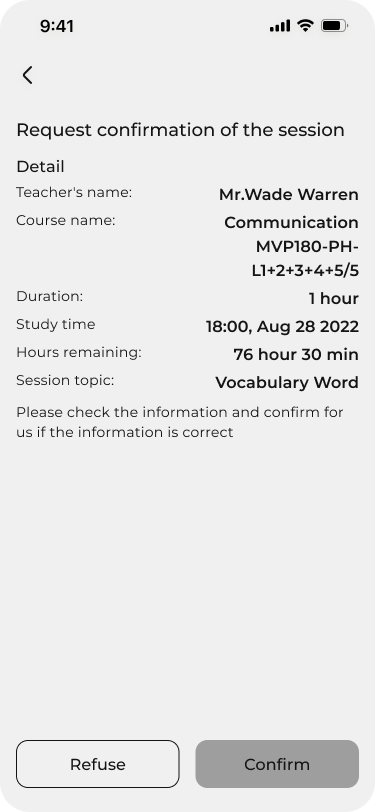 9:41
Request confirmation of the session
Detail
Teacher's name: Mr.Wade Warren
Course name: Communication
MVP180-PH-
L1+2+3+4+5/5
Duration: 1 hour
Study time 18:00, Aug 28 2022
Hours remaining: 76 hour 30 min
Session topic: Vocabulary Word
Please check the information and confirm for
us if the information is correct
Refuse Confirm